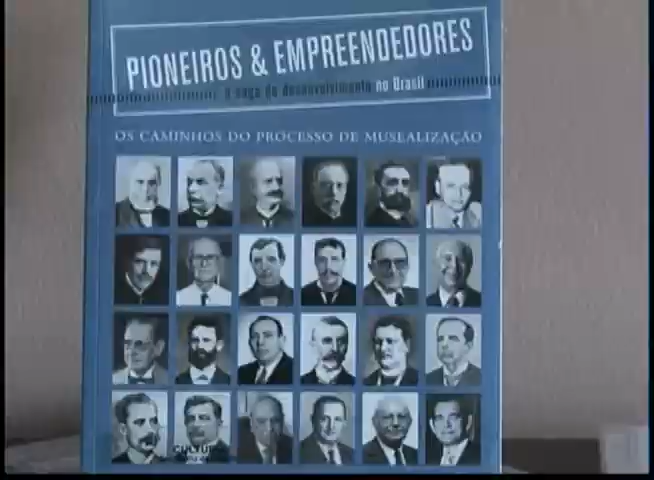 PIONEIROS & EMPREENDEDORES
a saga do desenvolvimento no Brasil
OS CAMINHOS DO PROCESSO DE MUSEALIZAÇÃO